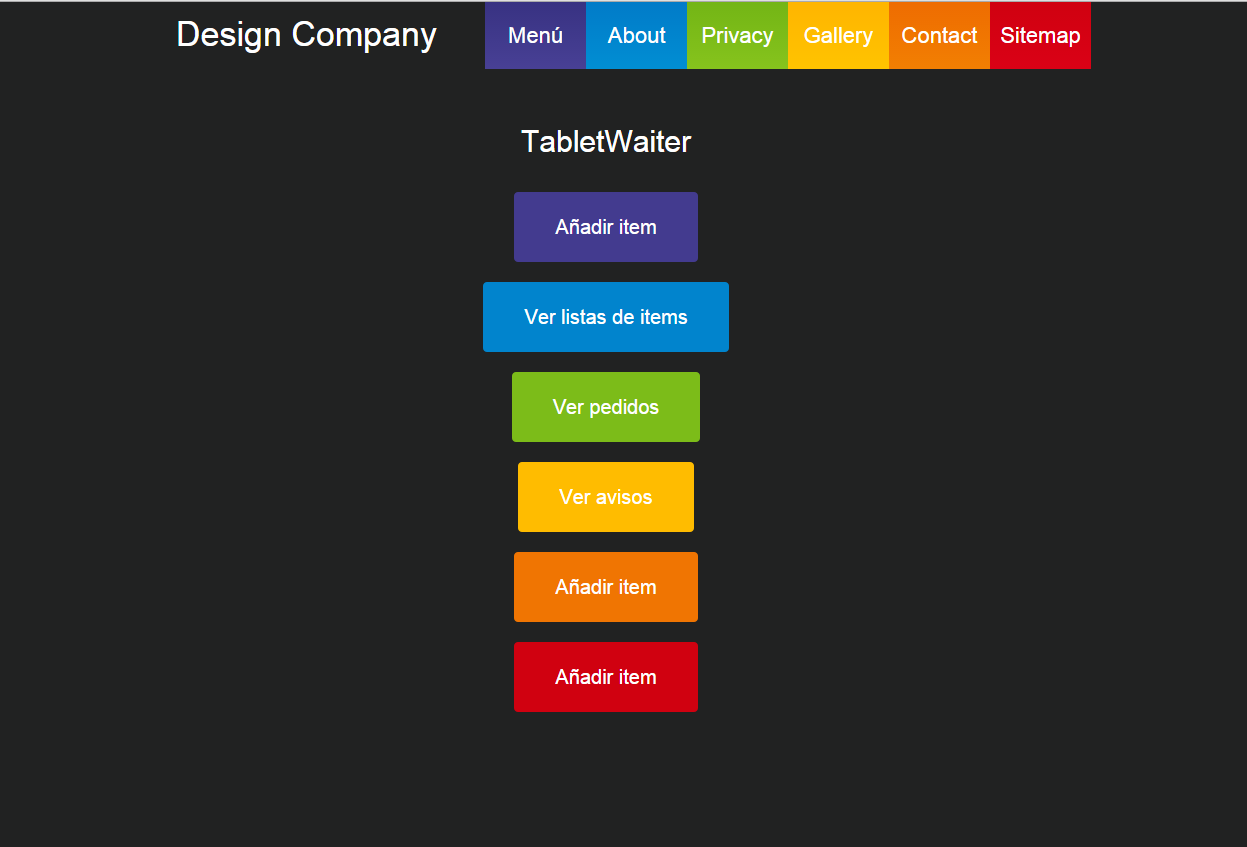 Design Company Menú About Privacy Gallery Contact Sitemap
TabletWaiter
Añadir item
Ver listas de items
Ver pedidos
Ver avisos
Añadir item
Añadir item